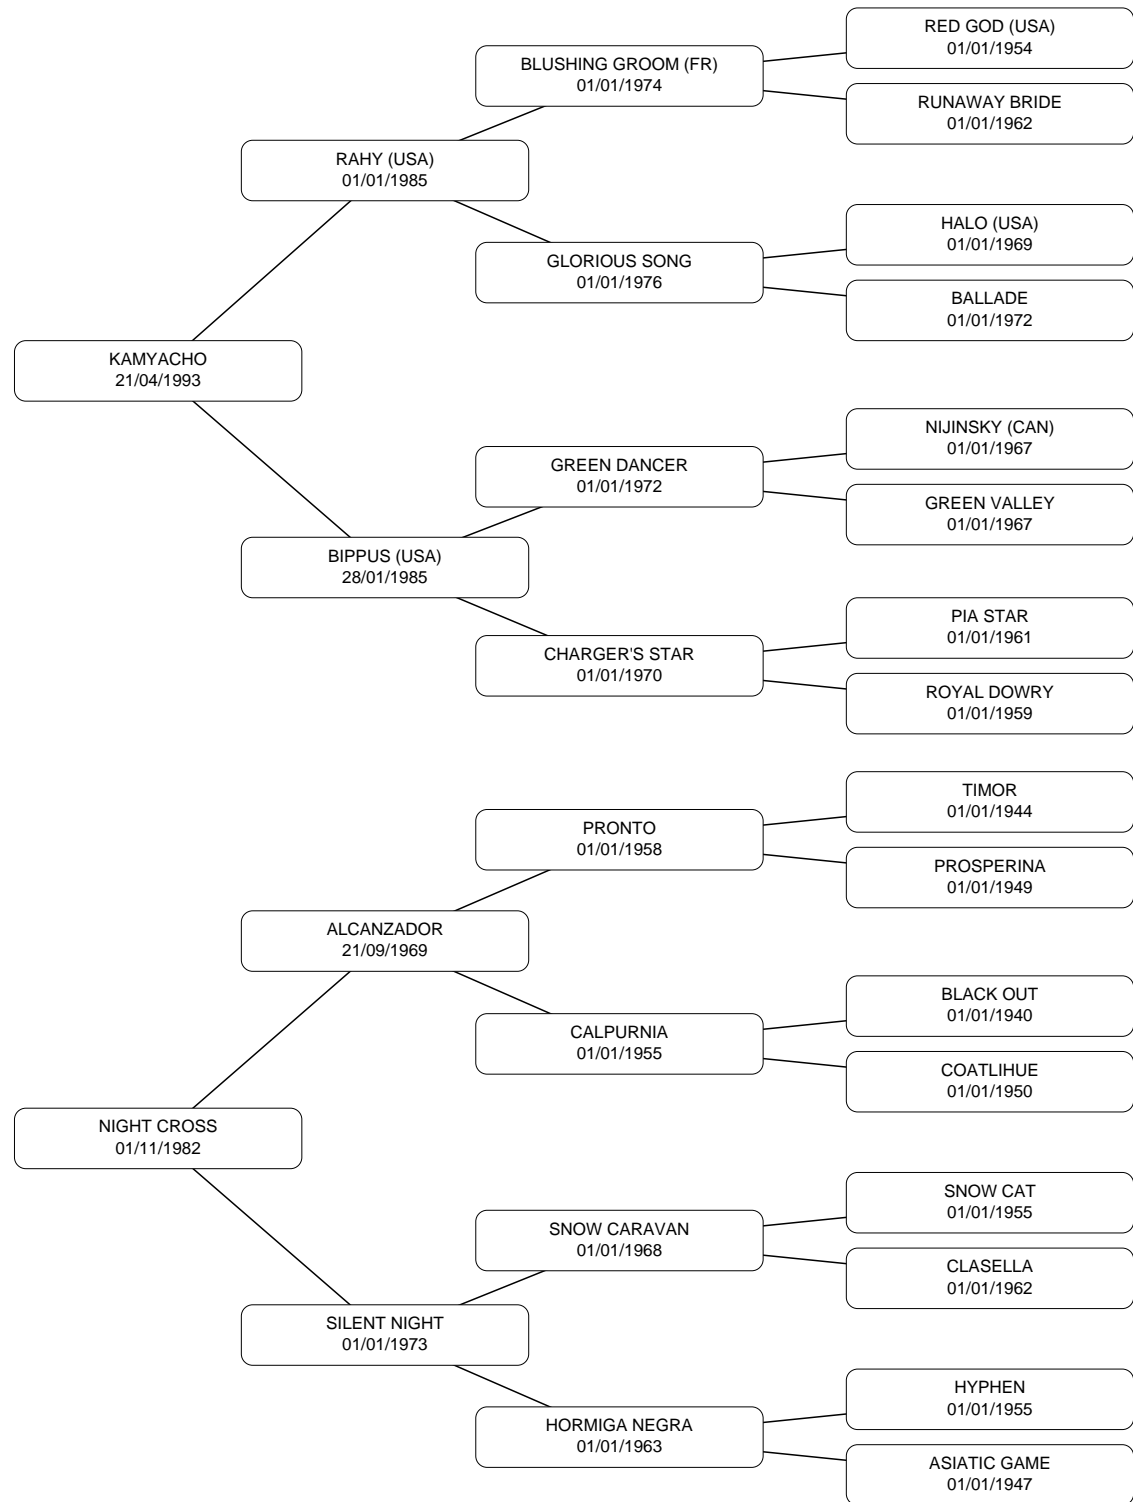 RED GOD (USA)
01/01/1954
BLUSHING GROOM (FR)
01/01/1974
RUNAWAY BRIDE
01/01/1962
RAHY (USA)
01/01/1985
HALO (USA)
01/01/1969
GLORIOUS SONG
01/01/1976
BALLADE
01/01/1972
KAMYACHO
21/04/1993
NIJINSKY (CAN)
01/01/1967
GREEN DANCER
01/01/1972
GREEN VALLEY
01/01/1967
BIPPUS (USA)
28/01/1985
PIA STAR
01/01/1961
CHARGER'S STAR
01/01/1970
ROYAL DOWRY
01/01/1959
TIMOR
01/01/1944
PRONTO
01/01/1958
PROSPERINA
01/01/1949
ALCANZADOR
21/09/1969
BLACK OUT
01/01/1940
CALPURNIA
01/01/1955
COATLIHUE
01/01/1950
NIGHT CROSS
01/11/1982
SNOW CAT
01/01/1955
SNOW CARAVAN
01/01/1968
CLASELLA
01/01/1962
SILENT NIGHT
01/01/1973
HYPHEN
01/01/1955
HORMIGA NEGRA
01/01/1963
ASIATIC GAME
01/01/1947